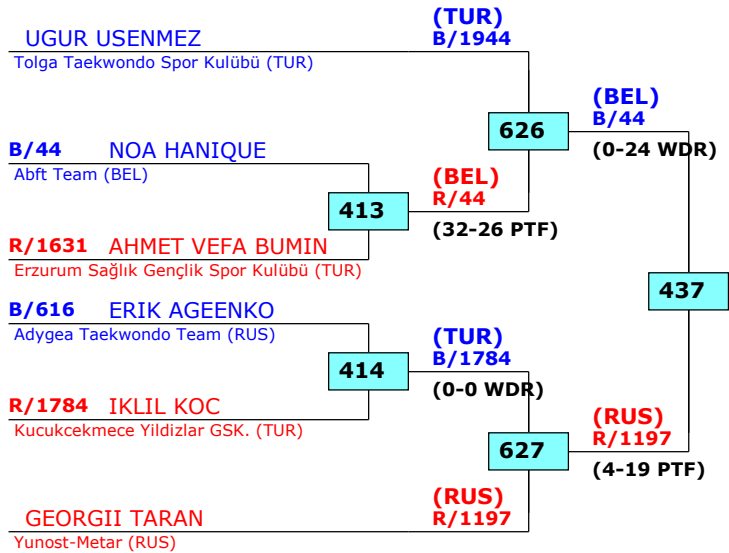 UGUR USENMEZ
Tolga Taekwondo Spor Kulübü (TUR)
(TUR)
B/1944
626
(BEL)
B/44
(0-24 WDR)
B/44 NOA HANIQUE
Abft Team (BEL)
413
(BEL)
R/44
(32-26 PTF)
R/1631 AHMET VEFA BUMIN
Erzurum Sağlık Gençlik Spor Kulübü (TUR)
437
B/616 ERIK AGEENKO
Adygea Taekwondo Team (RUS)
414
(TUR)
B/1784
(0-0 WDR)
R/1784 IKLIL KOC
Kucukcekmece Yildizlar GSK. (TUR)
627
(RUS)
R/1197
(4-19 PTF)
GEORGII TARAN
Yunost-Metar (RUS)
(RUS)
R/1197